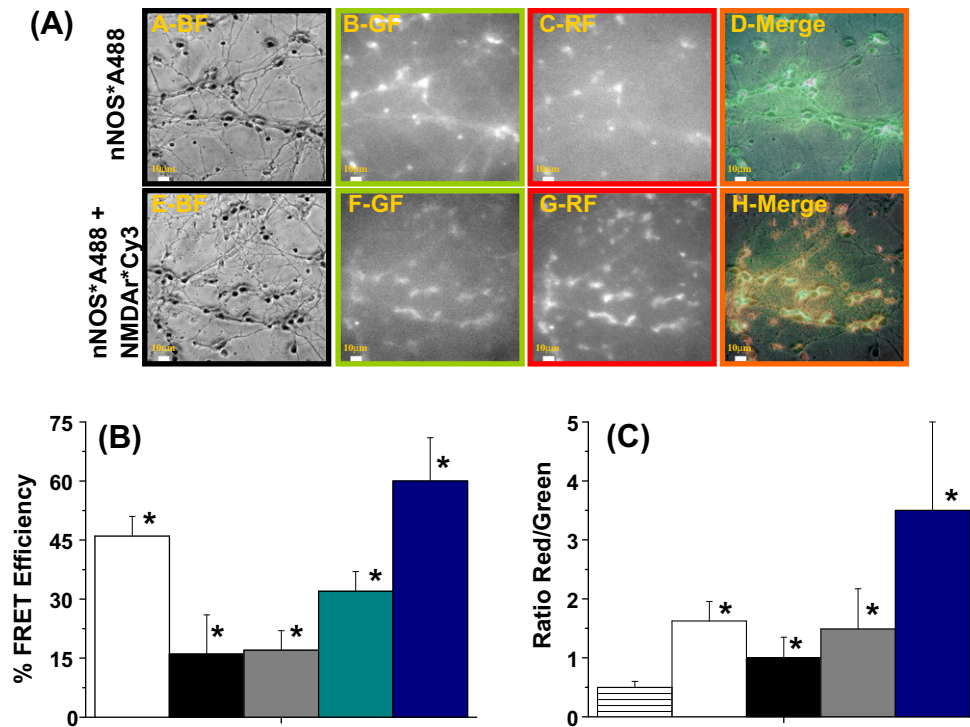 (A)
nNOS*A488
A-BF
B-GF
C-RF
D-Merge
10µm
10µm
10µm
10µm
nNOS*A488 +
NMDAr*Cy3
E-BF
F-GF
G-RF
H-Merge
10µm
10µm
10µm
10µm
(B)
% FRET Efficiency
75
60
45
30
15
0
*
*
*
*
*
(C)
Ratio Red/Green
5
4
3
2
1
0
*
*
*
*